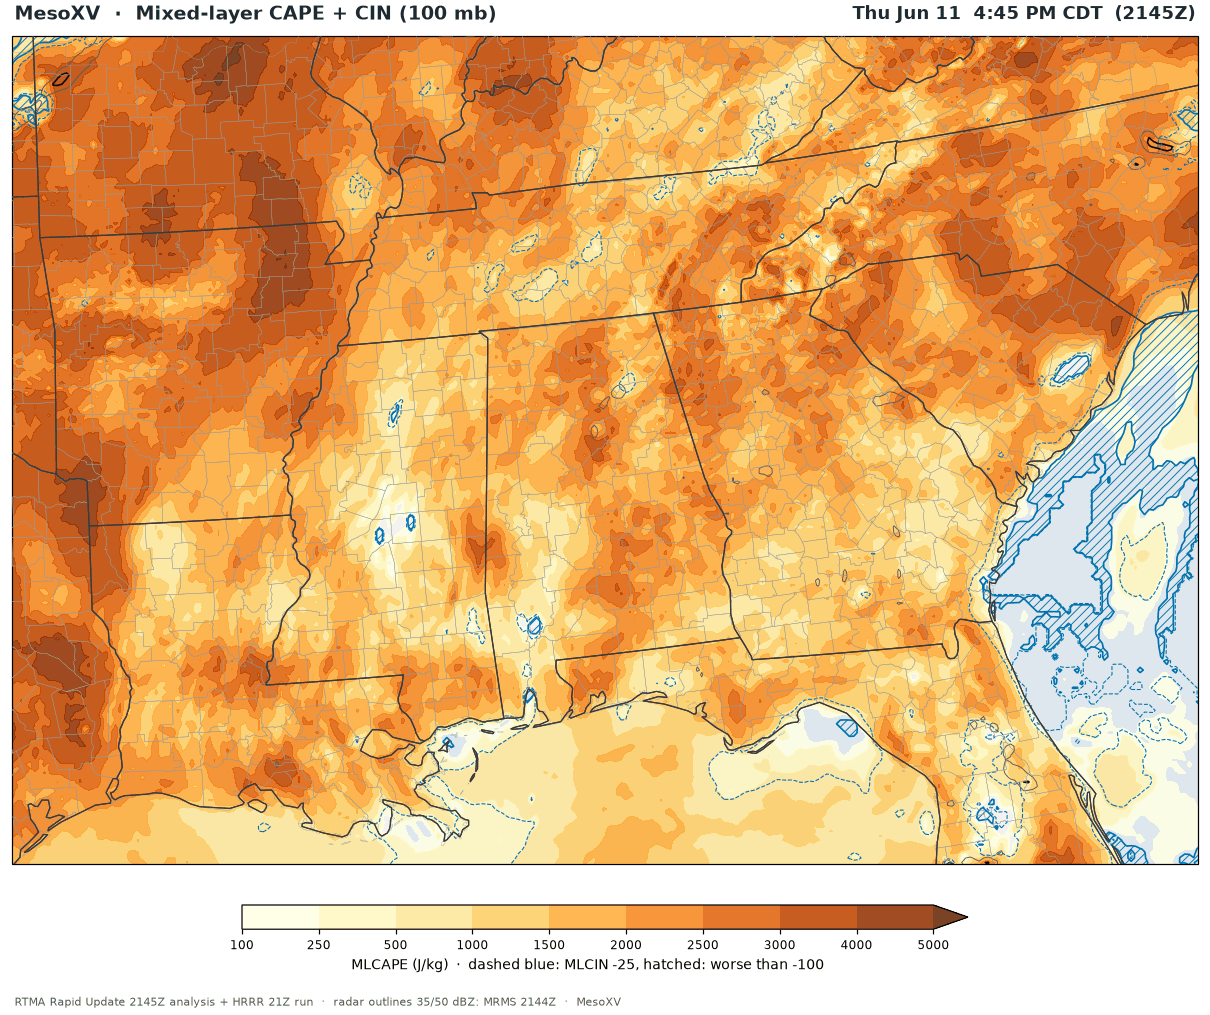 MesoXV · Mixed-layer CAPE + CIN (100 mb)
Thu Jun 11 4:45 PM CDT (2145Z)
100 250 500 1000 1500 2000 2500 3000 4000 5000
MLCAPE (J/kg) · dashed blue: MLCIN -25, hatched: worse than -100
RTMA Rapid Update 2145Z analysis + HRRR 21Z run · radar outlines 35/50 dBZ: MRMS 2144Z · MesoXV